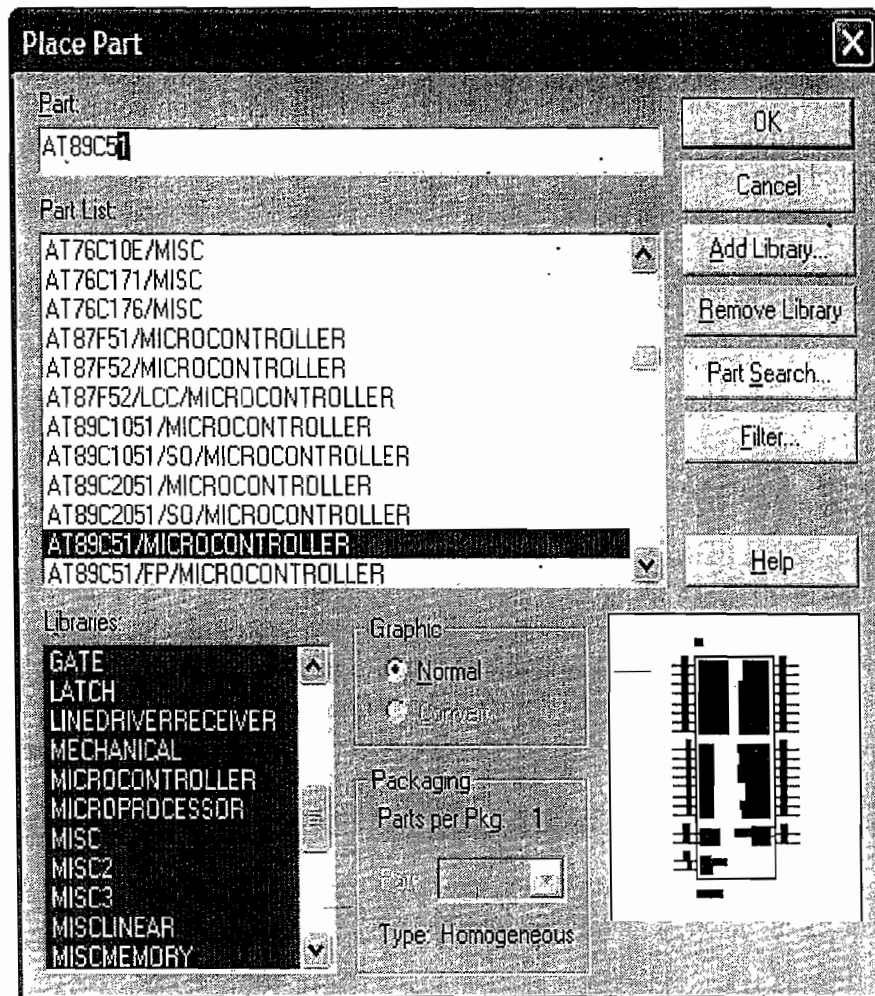 Place Part
Part:
AT89C51
Part List:
AT76C10E/MISC
AT76C171/MISC
AT76C176/MISC
AT87F51/MICROCONTROLLER
AT87F52/MICROCONTROLLER
AT87F52/LCC/MICROCONTROLLER
AT89C1051/MICROCONTROLLER
AT89C1051/SO/MICROCONTROLLER
AT89C2051/MICROCONTROLLER
AT89C2051/SO/MICROCONTROLLER
AT89C51/MICROCONTROLLER
AT89C51/FP/MICROCONTROLLER
OK
Cancel
Add Library...
Remove Library
Part Search...
Filter...
Help
Libraries:
GATE
LATCH
LINEDRIVERRECEIVER
MECHANICAL
MICROCONTROLLER
MICROPROCESSOR
MISC
MISC2
MISC3
MISCLINEAR
MISCMEMORY
Graphic
Normal
Convert
Packaging
Parts per Pkg: 1
Part:
Type: Homogeneous